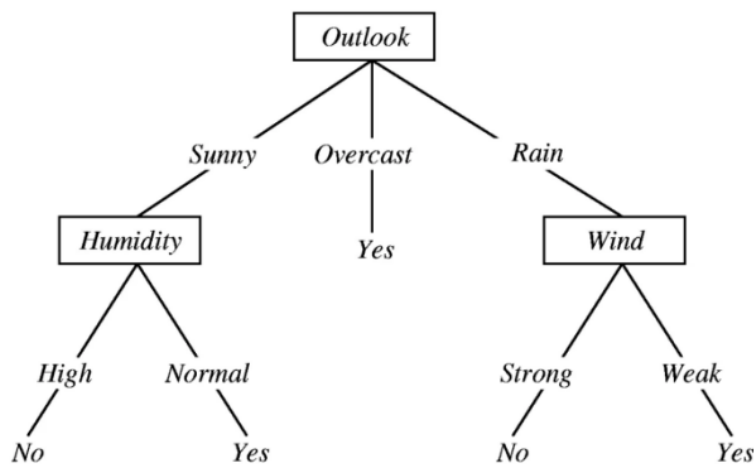 Outlook
Sunny Overcast Rain
Humidity Yes Wind
High Normal Strong Weak
No Yes No Yes